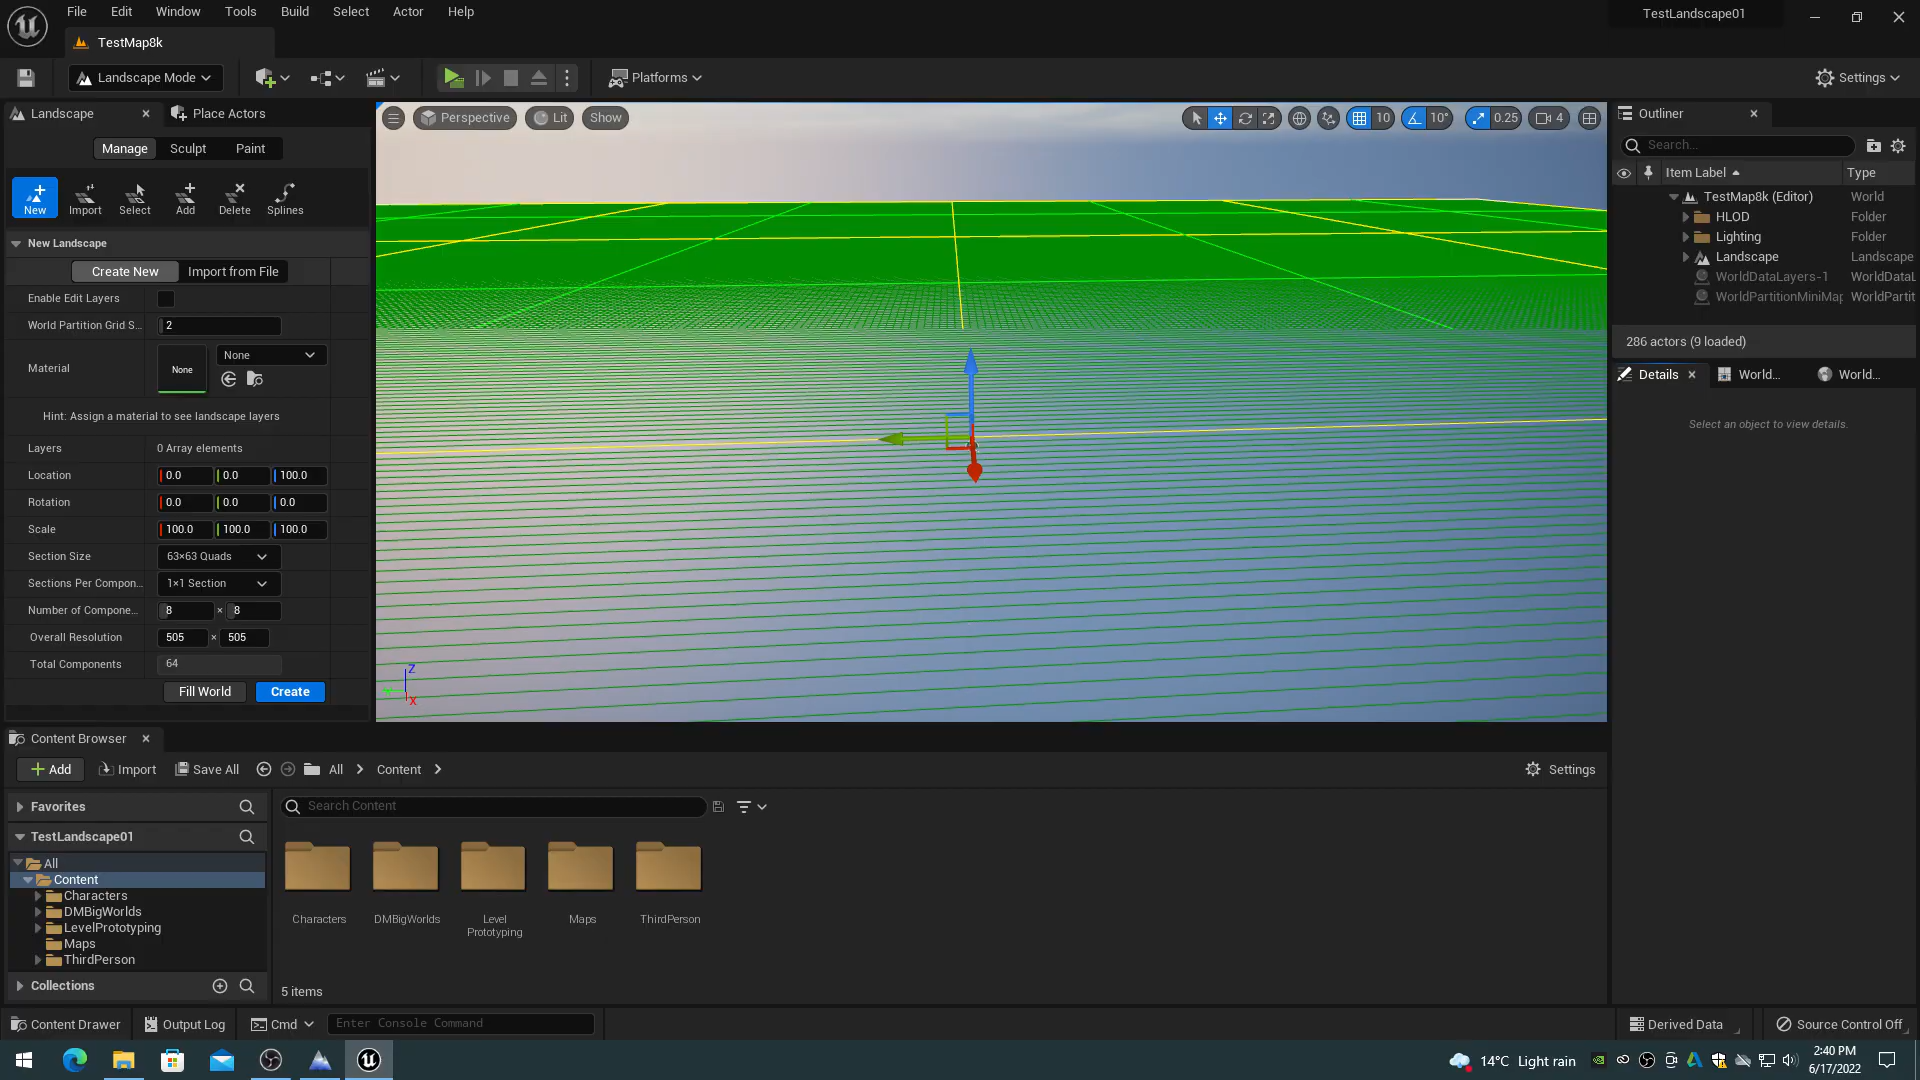 File Edit Window Tools Build Select Actor Help
TestLandscape01
TestMap8k
Landscape Mode
Platforms
Settings
Landscape
Place Actors
Manage Sculpt Paint
New Import Select Add Delete Splines
New Landscape
Create New Import from File
Enable Edit Layers
World Partition Grid S... 2
Material None None
Hint: Assign a material to see landscape layers
Layers 0 Array elements
Location 0.0 0.0 100.0
Rotation 0.0 0.0 0.0
Scale 100.0 100.0 100.0
Section Size 63×63 Quads
Sections Per Compon... 1×1 Section
Number of Compone... 8 × 8
Overall Resolution 505 × 505
Total Components 64
Fill World Create
Perspective Lit Show
10 10° 0.25 4
Z
X
Outliner
Search...
Item Label Type
TestMap8k (Editor) World
HLOD Folder
Lighting Folder
Landscape Landscape
WorldDataLayers-1 WorldDataL
WorldPartitionMiniMap WorldPartit
286 actors (9 loaded)
Details World... World...
Select an object to view details.
Content Browser
Add Import Save All All Content
Settings
Favorites
TestLandscape01
All
Content
Characters
DMBigWorlds
LevelPrototyping
Maps
ThirdPerson
Collections
Search Content
Characters DMBigWorlds Level Prototyping Maps ThirdPerson
5 items
Content Drawer Output Log Cmd Enter Console Command
Derived Data Source Control Off
14°C Light rain
2:40 PM
6/17/2022